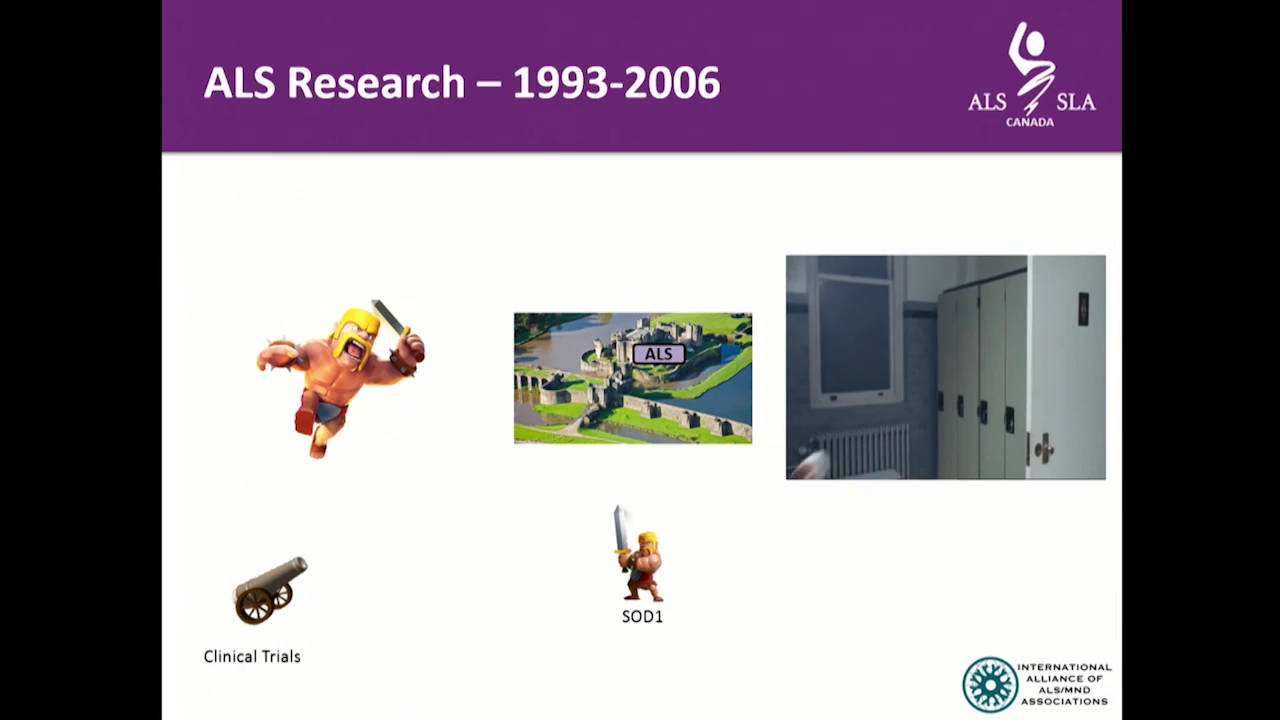 ALS Research – 1993-2006
ALS SLA
CANADA
ALS
SOD1
Clinical Trials
INTERNATIONAL
ALLIANCE OF
ALS/MND
ASSOCIATIONS